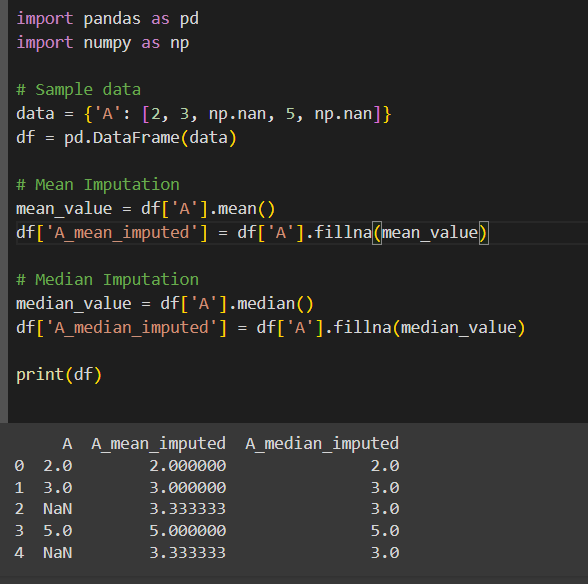 import pandas as pd
import numpy as np
# Sample data
data = {'A': [2, 3, np.nan, 5, np.nan]}
df = pd.DataFrame(data)
# Mean Imputation
mean_value = df['A'].mean()
df['A_mean_imputed'] = df['A'].fillna(mean_value)
# Median Imputation
median_value = df['A'].median()
df['A_median_imputed'] = df['A'].fillna(median_value)
print(df)
     A  A_mean_imputed  A_median_imputed
0  2.0        2.000000               2.0
1  3.0        3.000000               3.0
2  NaN        3.333333               3.0
3  5.0        5.000000               5.0
4  NaN        3.333333               3.0